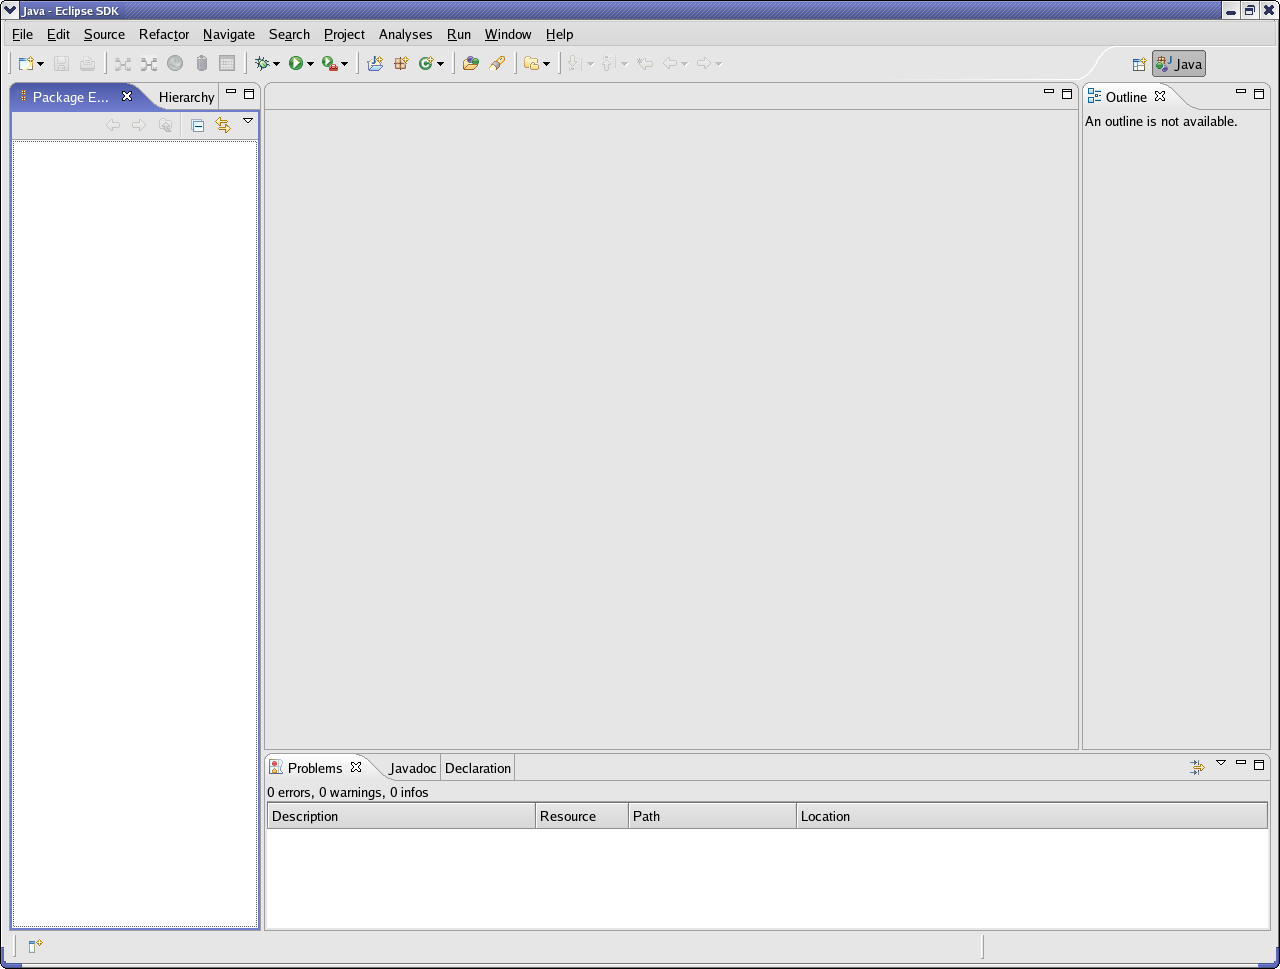 Java - Eclipse SDK
File Edit Source Refactor Navigate Search Project Analyses Run Window Help
Java
Package E... Hierarchy
Outline
An outline is not available.
Problems Javadoc Declaration
0 errors, 0 warnings, 0 infos
Description Resource Path Location